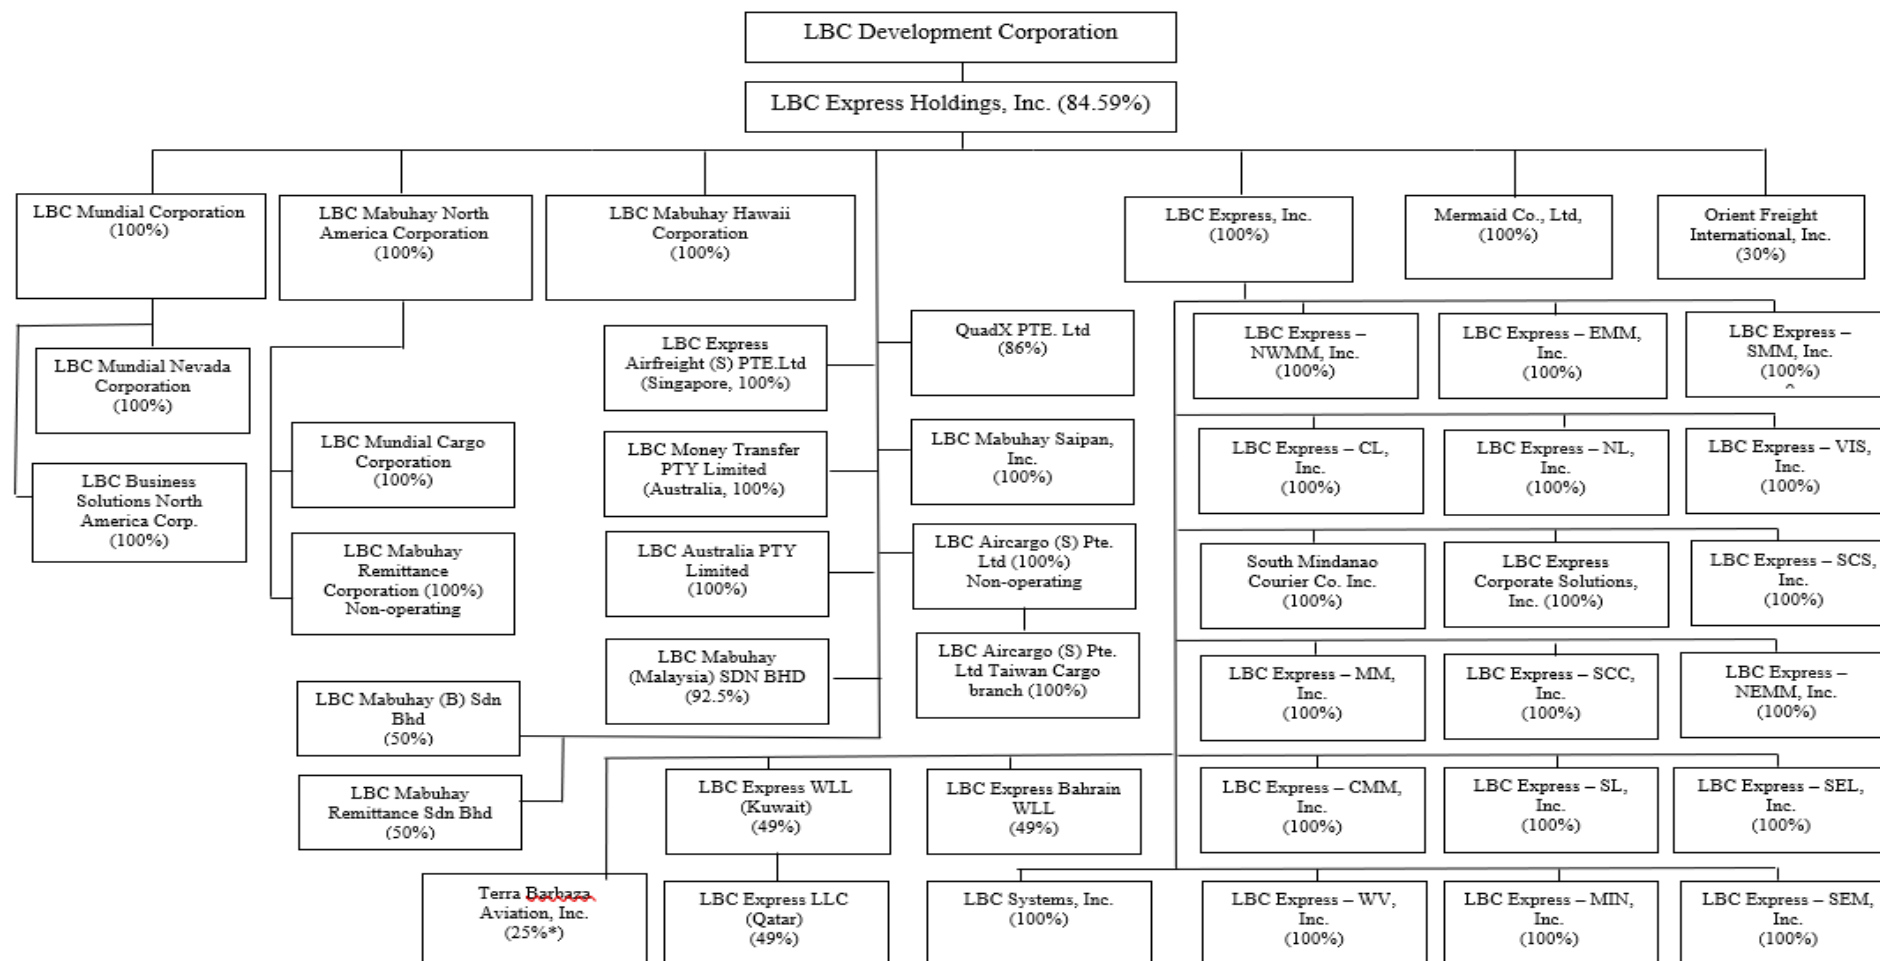 LBC Development Corporation
LBC Express Holdings, Inc. (84.59%)
LBC Mundial Corporation
(100%)
LBC Mabuhay North
America Corporation
(100%)
LBC Mabuhay Hawaii
Corporation
(100%)
LBC Express, Inc.
(100%)
Mermaid Co., Ltd,
(100%)
Orient Freight
International, Inc.
(30%)
LBC Mundial Nevada
Corporation
(100%)
LBC Business
Solutions North
America Corp.
(100%)
LBC Mundial Cargo
Corporation
(100%)
LBC Mabuhay
Remittance
Corporation (100%)
Non-operating
LBC Express
Airfreight (S) PTE.Ltd
(Singapore, 100%)
LBC Money Transfer
PTY Limited
(Australia, 100%)
LBC Australia PTY
Limited
(100%)
LBC Mabuhay
(Malaysia) SDN BHD
(92.5%)
LBC Mabuhay (B) Sdn
Bhd
(50%)
LBC Mabuhay
Remittance Sdn Bhd
(50%)
QuadX PTE. Ltd
(86%)
LBC Mabuhay Saipan,
Inc.
(100%)
LBC Aircargo (S) Pte.
Ltd (100%)
Non-operating
LBC Aircargo (S) Pte.
Ltd Taiwan Cargo
branch (100%)
LBC Express –
NWMM, Inc.
(100%)
LBC Express – EMM,
Inc.
(100%)
LBC Express –
SMM, Inc.
(100%)
LBC Express – CL,
Inc.
(100%)
LBC Express – NL,
Inc.
(100%)
LBC Express – VIS,
Inc.
(100%)
South Mindanao
Courier Co. Inc.
(100%)
LBC Express
Corporate Solutions,
Inc. (100%)
LBC Express – SCS,
Inc.
(100%)
LBC Express – MM,
Inc.
(100%)
LBC Express – SCC,
Inc.
(100%)
LBC Express –
NEMM, Inc.
(100%)
LBC Express WLL
(Kuwait)
(49%)
LBC Express Bahrain
WLL
(49%)
LBC Express – CMM,
Inc.
(100%)
LBC Express – SL,
Inc.
(100%)
LBC Express – SEL,
Inc.
(100%)
Terra Barbaza
Aviation, Inc.
(25%*)
LBC Express LLC
(Qatar)
(49%)
LBC Systems, Inc.
(100%)
LBC Express – WV,
Inc.
(100%)
LBC Express – MIN,
Inc.
(100%)
LBC Express – SEM,
Inc.
(100%)